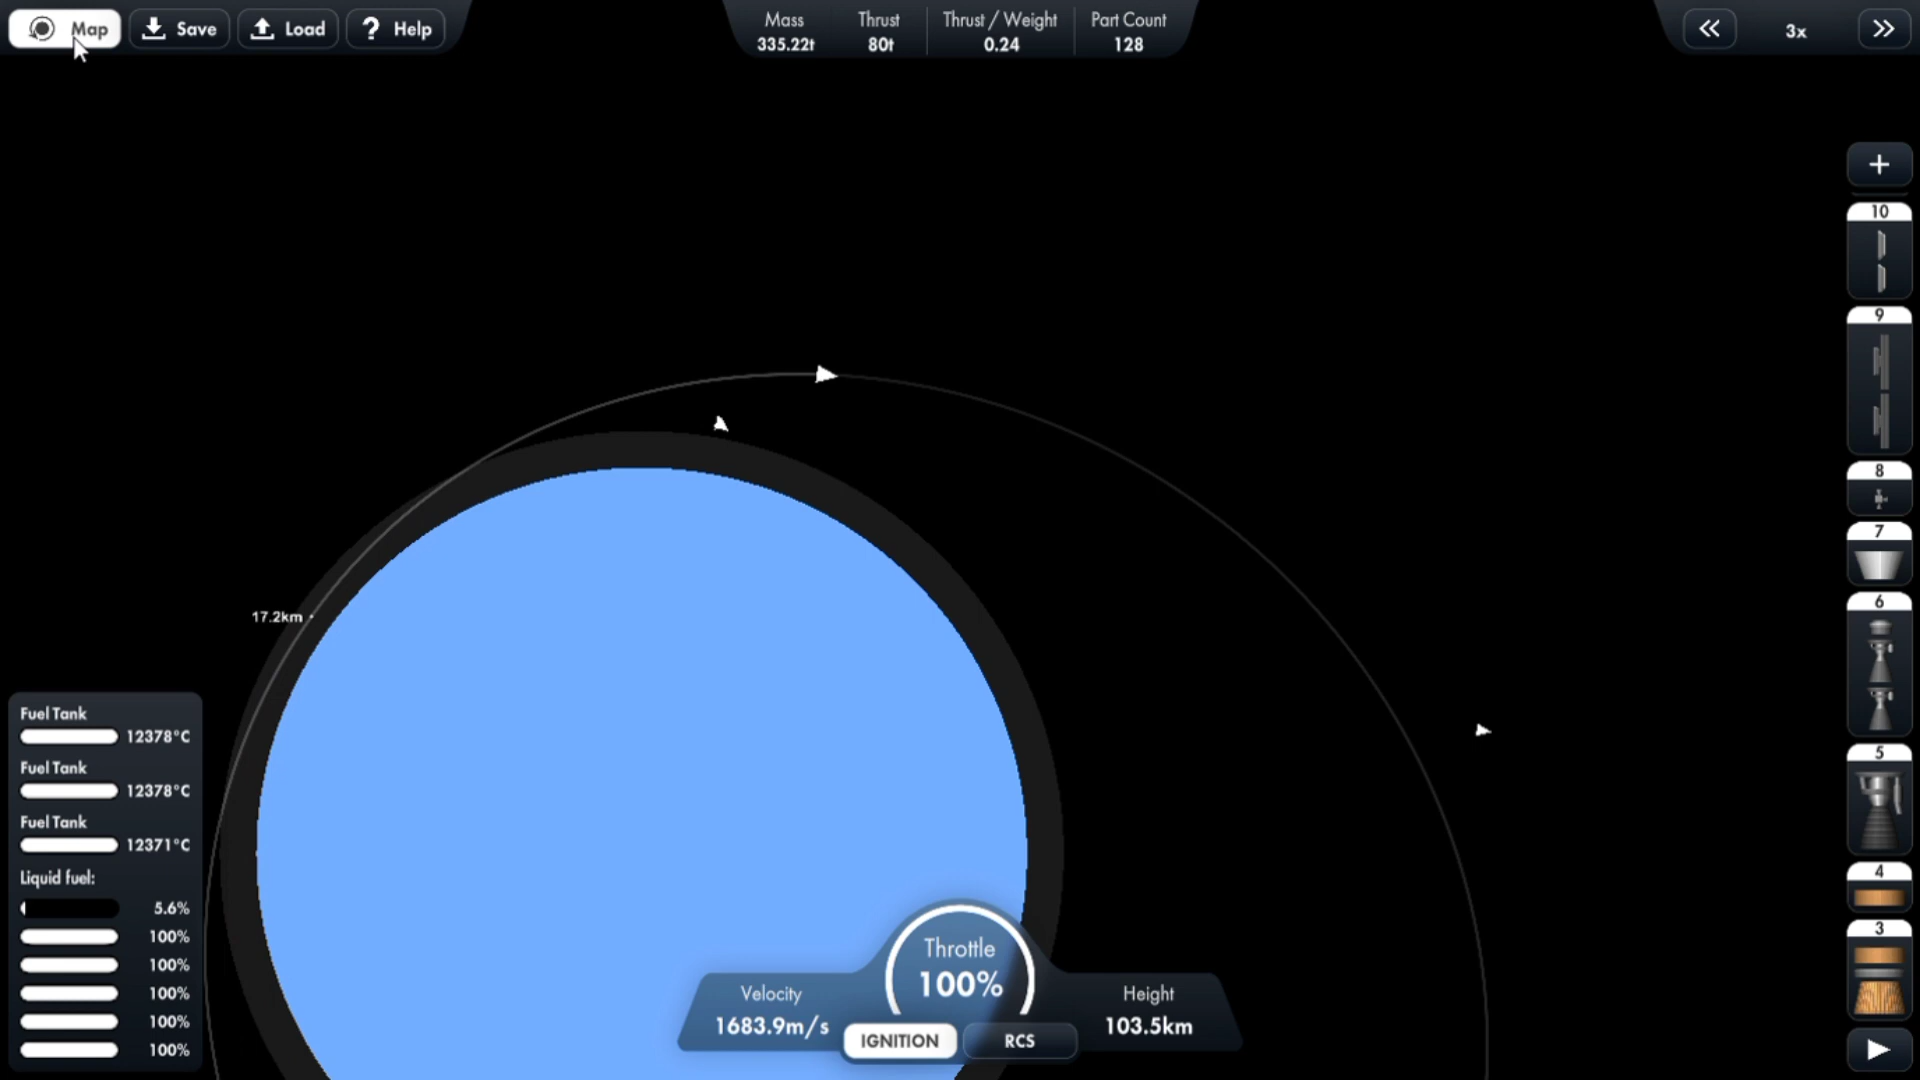 Map
Save
Load
Help
Mass
335.22t
Thrust
80t
Thrust / Weight
0.24
Part Count
128
3x
10
9
8
7
6
5
4
3
17.2km
Fuel Tank
12378°C
Fuel Tank
12378°C
Fuel Tank
12371°C
Liquid fuel:
5.6%
100%
100%
100%
100%
100%
Throttle
100%
Velocity
1683.9m/s
IGNITION
RCS
Height
103.5km